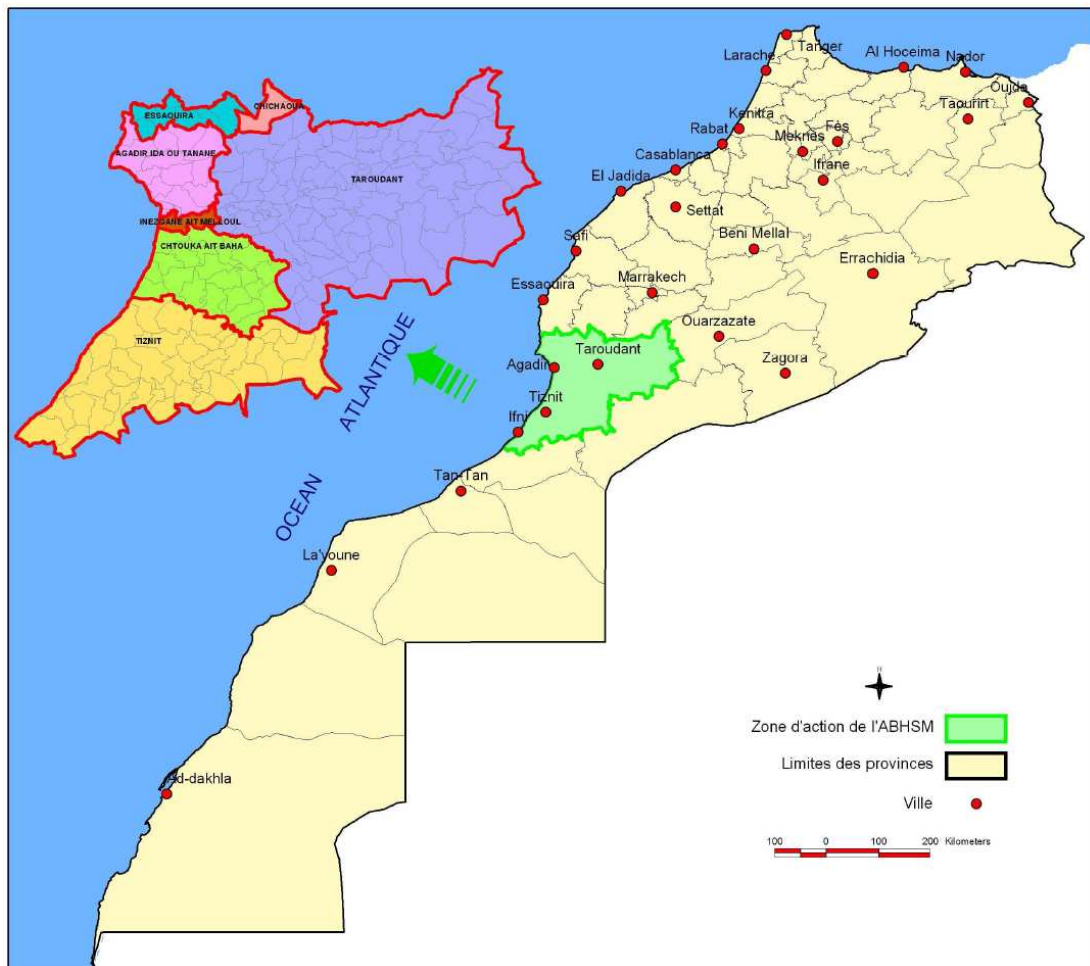 ESSAOUIRA
CHICHAOUA
AGADIR IDA OU TANANE
TAROUDANT
INEZGANE AIT MELLOUL
CHTOUKA AIT BAHA
TIZNIT
OCEAN ATLANTIQUE
Tanger
Larache
Al Hoceima
Nador
Oujda
Taourirt
Kenitra
Rabat
Fès
Meknès
Ifrane
Casablanca
El Jadida
Settat
Safi
Beni Mellal
Errachidia
Essaouira
Marrakech
Ouarzazate
Zagora
Agadir
Taroudant
Tiznit
Ifni
Tan-Tan
La'youne
Ad-dakhla
N
Zone d'action de l'ABHSM
Limites des provinces
Ville
100 0 100 200 Kilometers